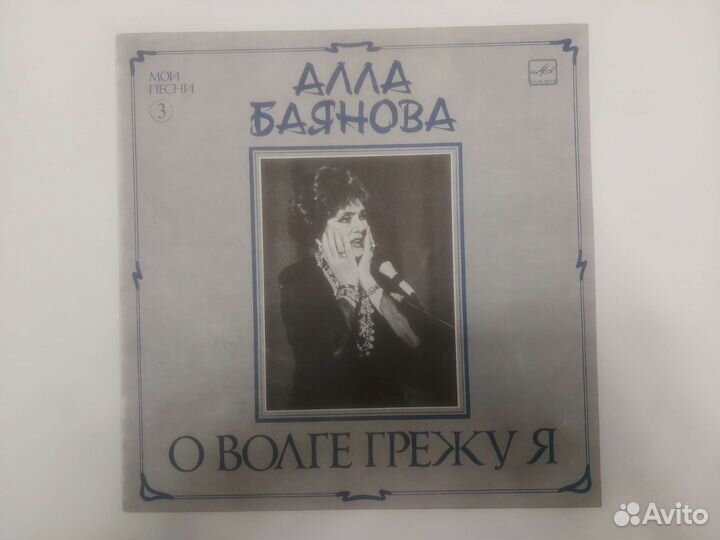 МОИ
ПЕСНИ
3
АЛЛА
БАЯНОВА
О ВОЛГЕ ГРЕЖУ Я
Avito